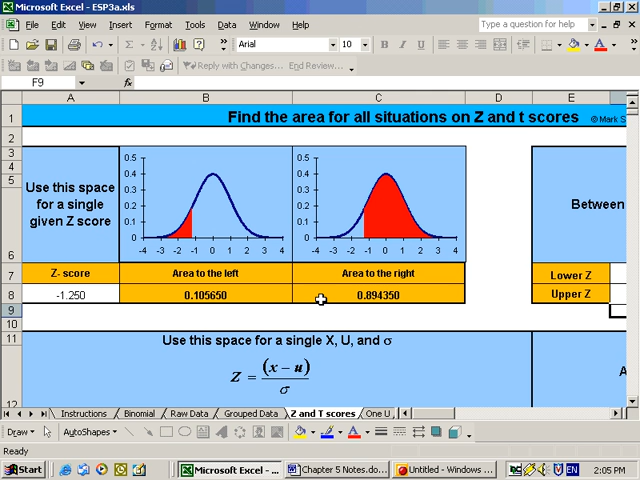 Microsoft Excel - ESP3a.xls
File Edit View Insert Format Tools Data Window Help
Type a question for help
Arial 10 B I U
Reply with Changes... End Review...
F9 fx
A B C D E
1 Find the area for all situations on Z and t scores © Mark S
2
3
4
5
6
Use this space
for a single
given Z score
0.5
0.4
0.3
0.2
0.1
0
-4 -3 -2 -1 0 1 2 3 4
0.5
0.4
0.3
0.2
0.1
0
-4 -3 -2 -1 0 1 2 3 4
Between
7 Z- score Area to the left Area to the right Lower Z
8 -1.250 0.105650 0.894350 Upper Z
9
10
11 Use this space for a single X, U, and σ
Z = (x – u)
σ
A
12
Instructions Binomial Raw Data Grouped Data Z and T scores One U
Draw AutoShapes
Ready
Start Microsoft Excel - ... Chapter 5 Notes.do... Untitled - Windows ... EN 2:05 PM